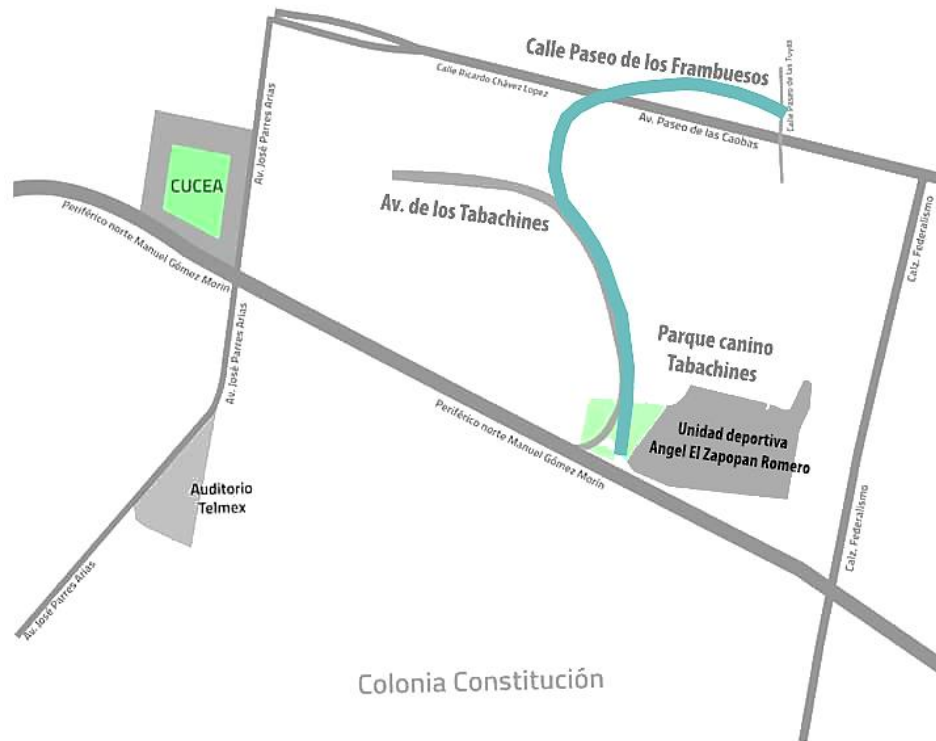 Calle Paseo de los Frambuesos
Calle Ricardo Chávez Lopez
Calle Paseo de las Tuyas
Av. Paseo de las Caobas
Av. José Parres Arias
CUCEA
Av. de los Tabachines
Periférico norte Manuel Gómez Morin
Calz. Federalismo
Av. José Parres Arias
Parque canino
Tabachines
Periférico norte Manuel Gómez Morin
Unidad deportiva
Angel El Zapopan Romero
Auditorio
Telmex
Calz. Federalismo
Av. José Parres Arias
Colonia Constitución